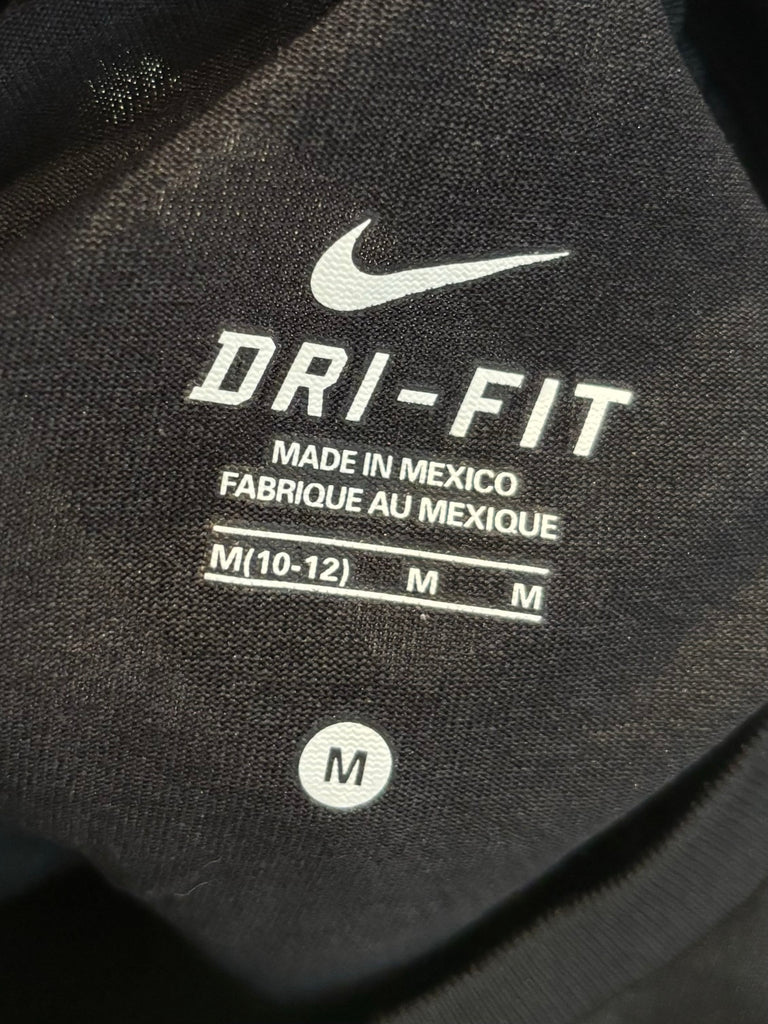 DRI-FIT
MADE IN MEXICO
FABRIQUE AU MEXIQUE
M(10-12) M M
M